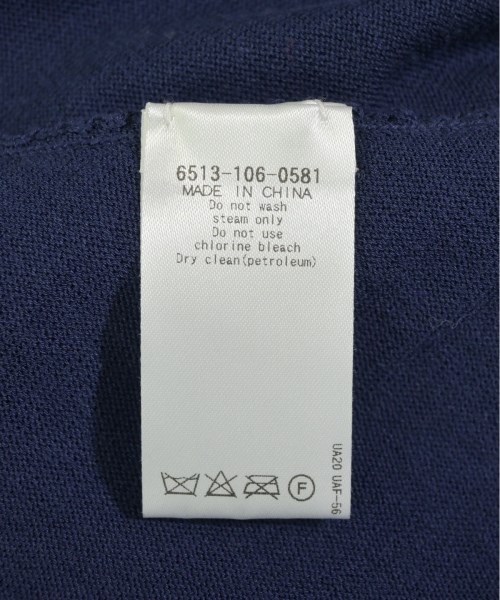 6513-106-0581
MADE IN CHINA
Do not wash
steam only
Do not use
chlorine bleach
Dry clean(petroleum)
F
UA20 UAF-56